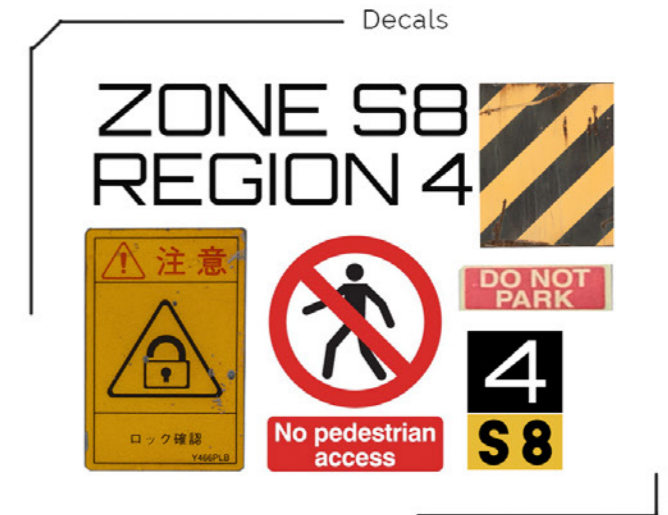 Decals
ZONE S8
REGION 4
注意
ロック確認
Y466PLB
No pedestrian
access
DO NOT
PARK
4
S8